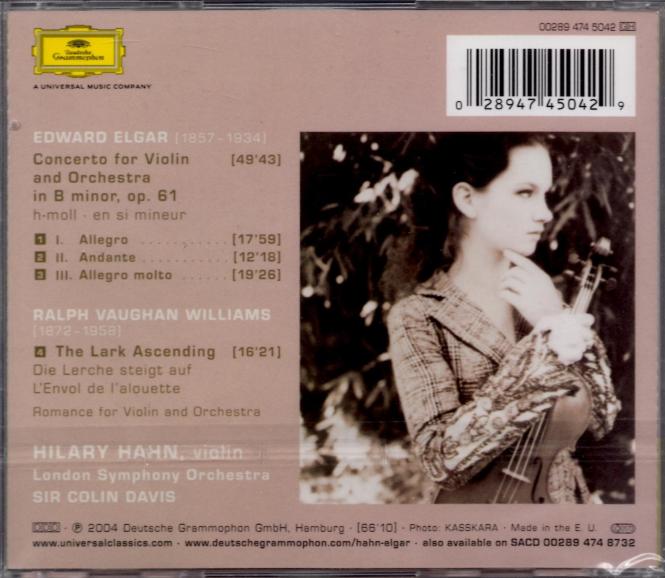 00289 474 5042 GH
Deutsche
Grammophon
A UNIVERSAL MUSIC COMPANY
0 28947 45042 9
EDWARD ELGAR [1857–1934]
Concerto for Violin [49'43]
and Orchestra
in B minor, op. 61
h-moll · en si mineur
1 I. Allegro .......... [17'59]
2 II. Andante ......... [12'18]
3 III. Allegro molto ..... [19'26]
RALPH VAUGHAN WILLIAMS
[1872–1958]
4 The Lark Ascending [16'21]
Die Lerche steigt auf
L'Envol de l'alouette
Romance for Violin and Orchestra
HILARY HAHN, violin
London Symphony Orchestra
SIR COLIN DAVIS
DDD · ℗ 2004 Deutsche Grammophon GmbH, Hamburg · [66'10] · Photo: KASSKARA · Made in the E. U.
www.universalclassics.com · www.deutschegrammophon.com/hahn-elgar · also available on SACD 00289 474 8732